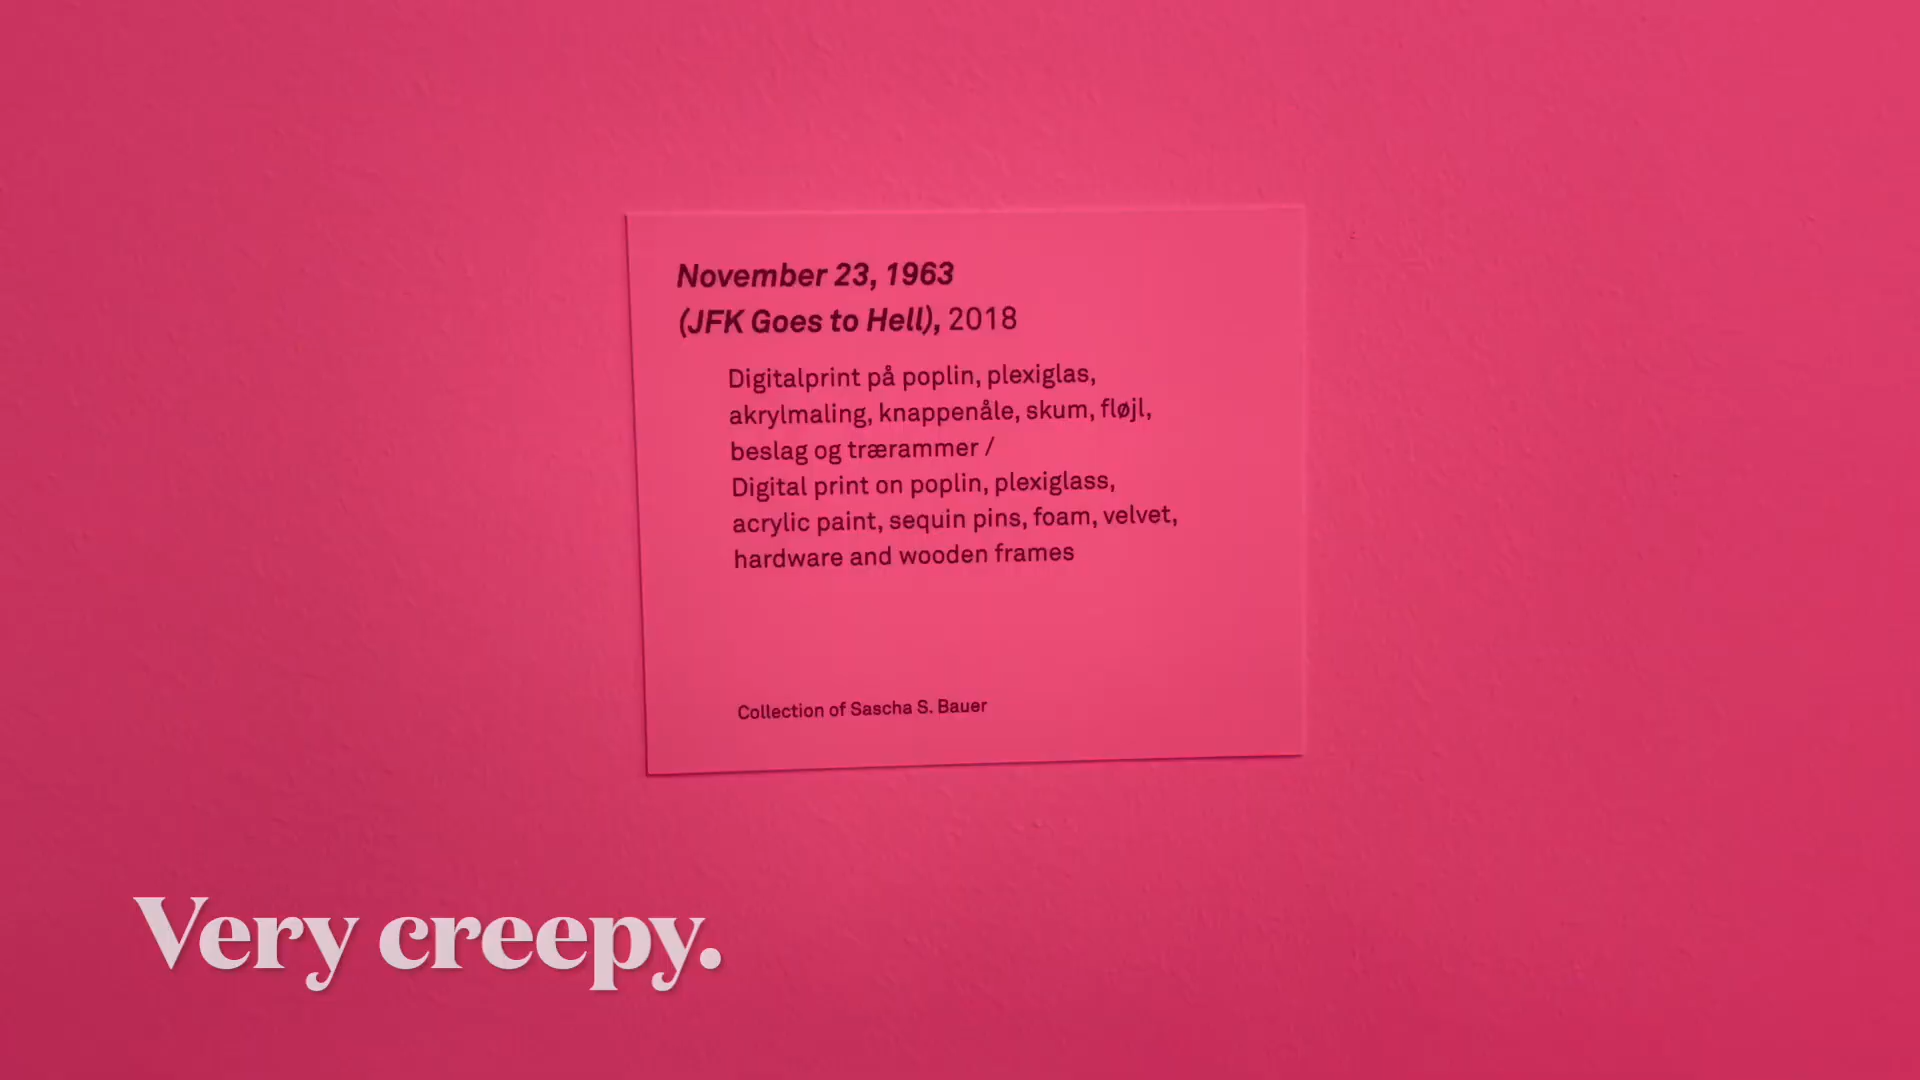 November 23, 1963
(JFK Goes to Hell), 2018
Digitalprint på poplin, plexiglas,
akrylmaling, knappenåle, skum, fløjl,
beslag og trærammer /
Digital print on poplin, plexiglass,
acrylic paint, sequin pins, foam, velvet,
hardware and wooden frames
Collection of Sascha S. Bauer
Very creepy.